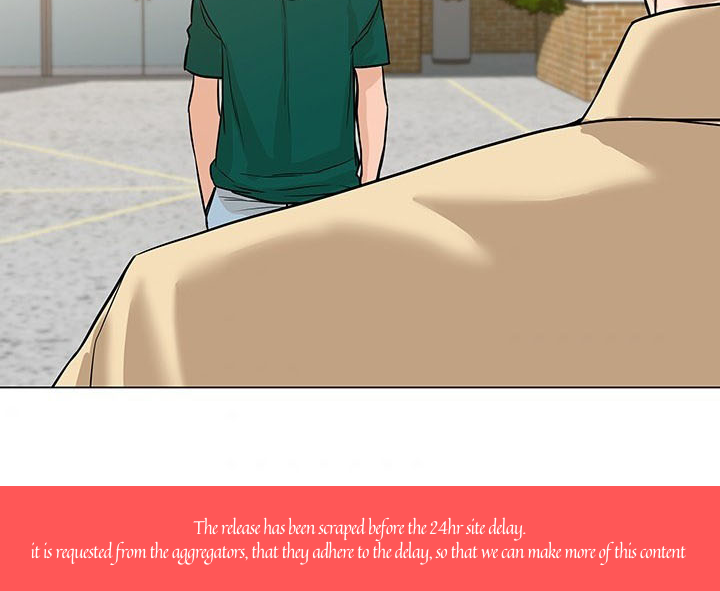 The release has been scraped before the 24hr site delay.
it is requested from the aggregators, that they adhere to the delay, so that we can make more of this content